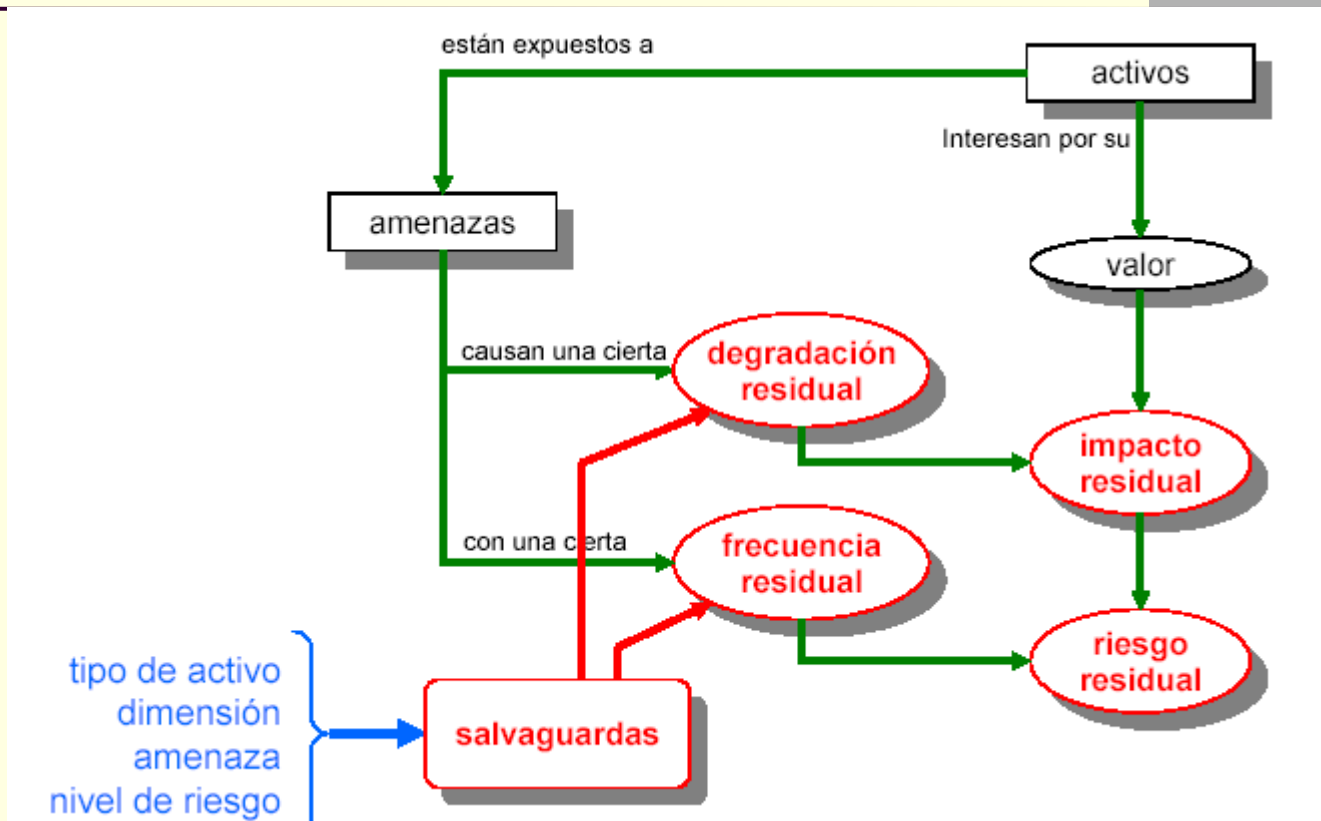 están expuestos a
activos
Interesan por su
amenazas
valor
causan una cierta
degradación
residual
impacto
residual
con una cierta
frecuencia
residual
riesgo
residual
tipo de activo
dimensión
amenaza
nivel de riesgo
salvaguardas